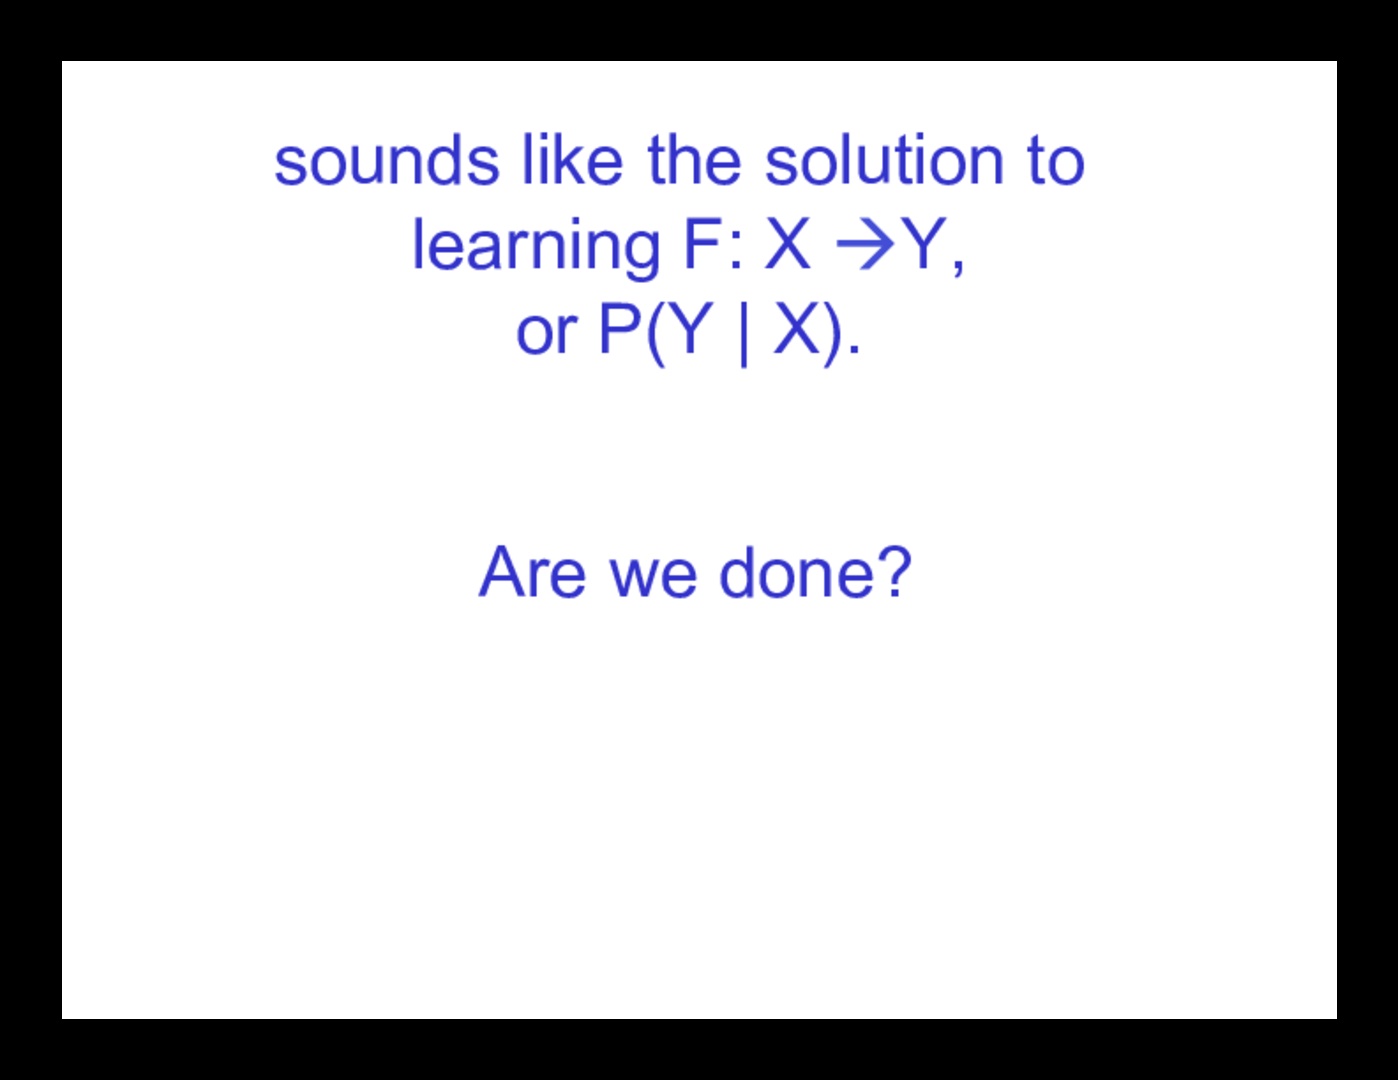 sounds like the solution to
learning F: X →Y,
or P(Y | X).
Are we done?